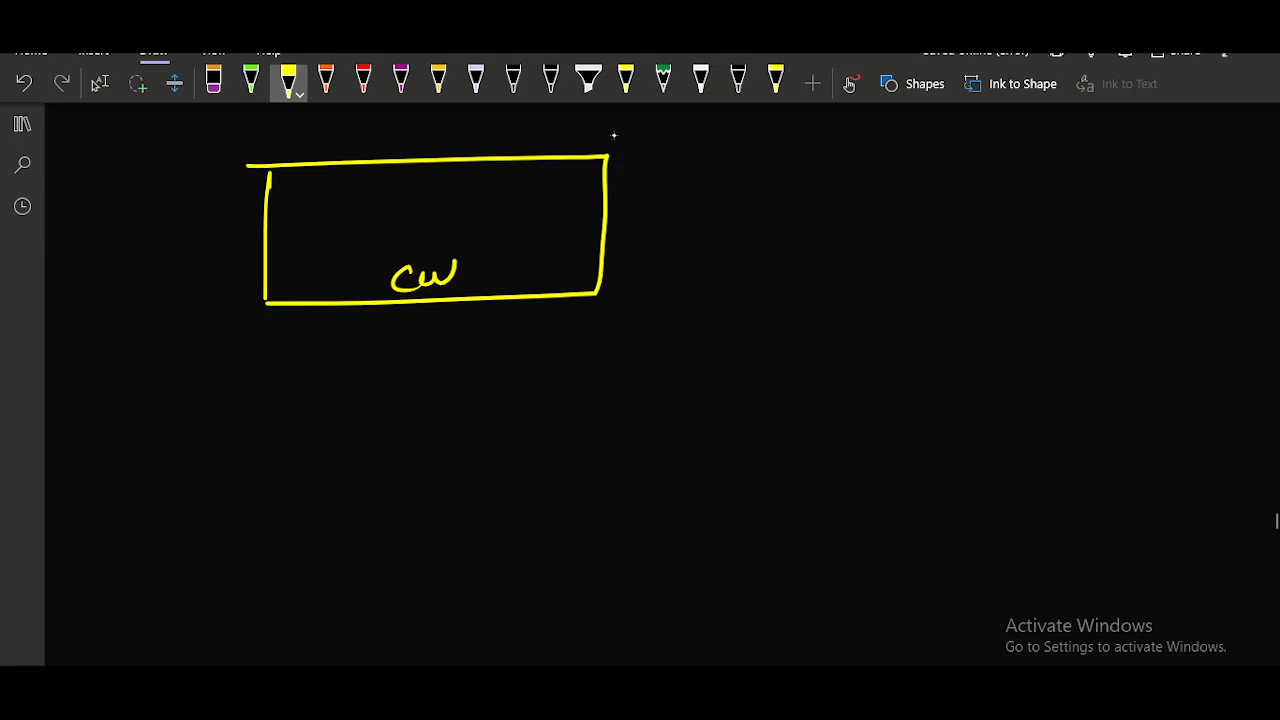 Shapes
Ink to Shape
Ink to Text
cw
Activate Windows
Go to Settings to activate Windows.